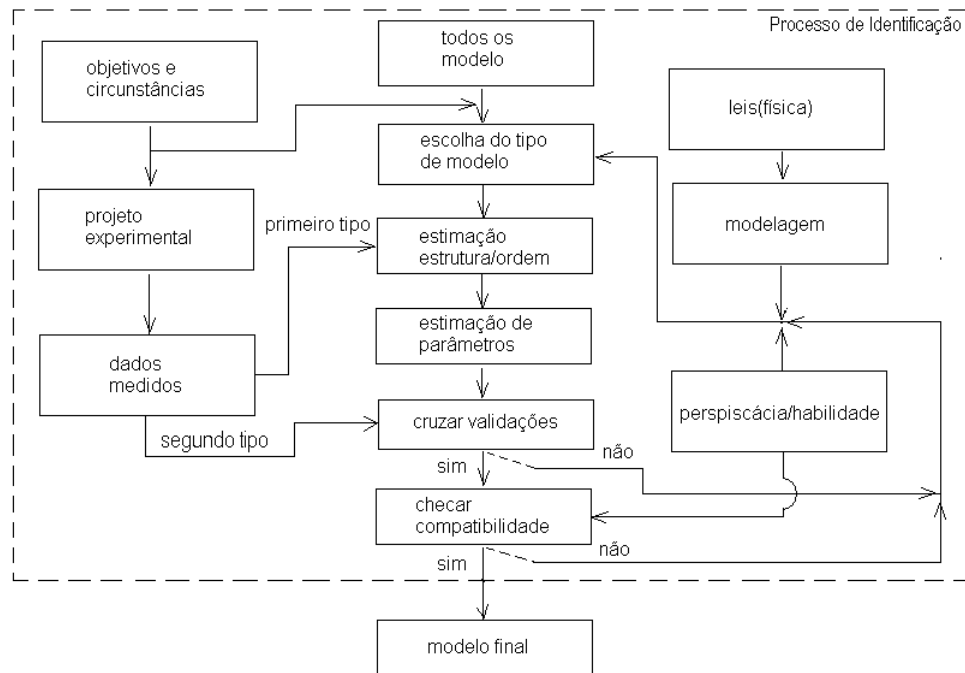 Processo de Identificação
todos os
modelo
objetivos e
circunstâncias
leis(física)
escolha do tipo
de modelo
projeto
experimental
primeiro tipo
modelagem
estimação
estrutura/ordem
estimação de
parâmetros
dados
medidos
perspiscácia/habilidade
cruzar validações
segundo tipo
sim
não
checar
compatibilidade
sim
não
modelo final